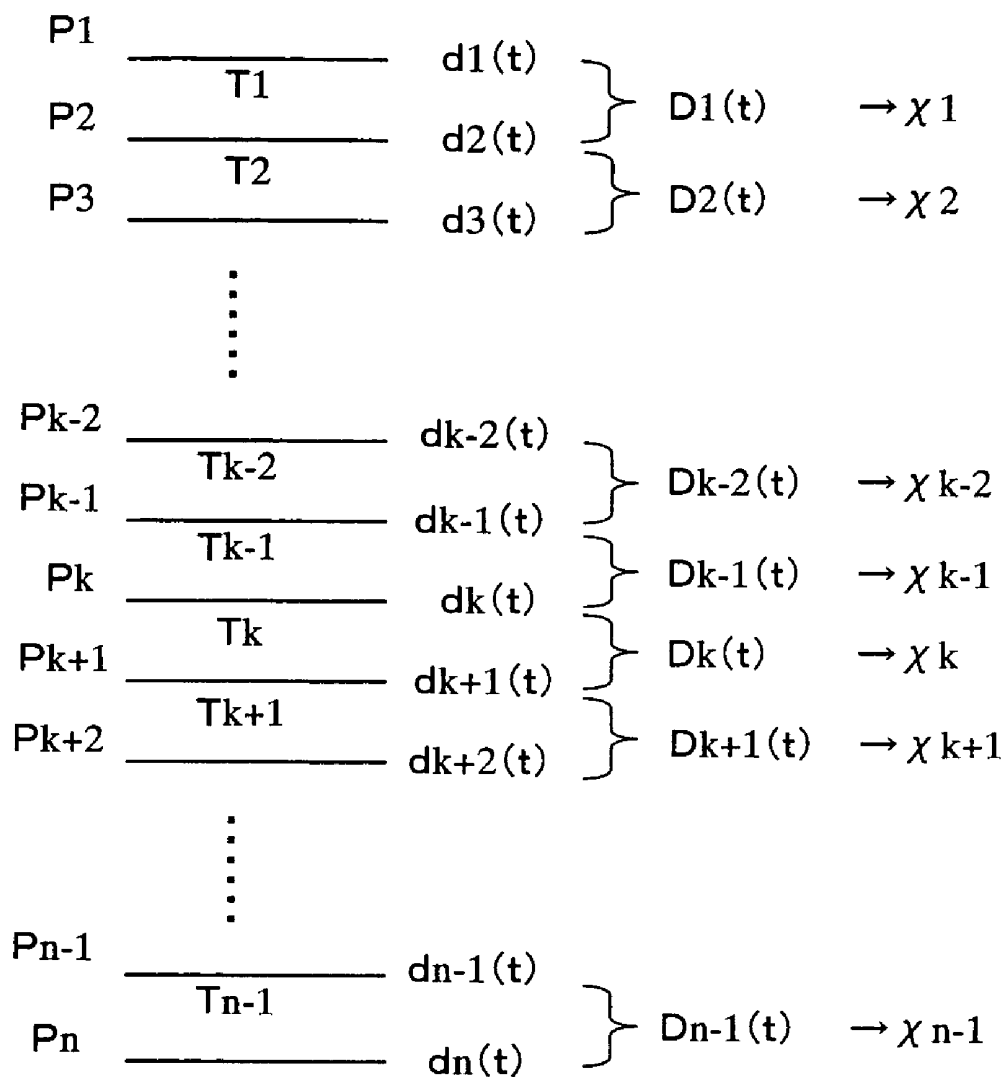 P1
d1(t)
T1
D1(t) → χ1
P2
d2(t)
T2
D2(t) → χ2
P3
d3(t)
Pk-2
dk-2(t)
Tk-2
Dk-2(t) → χk-2
Pk-1
dk-1(t)
Tk-1
Dk-1(t) → χk-1
Pk
dk(t)
Tk
Dk(t) → χk
Pk+1
dk+1(t)
Tk+1
Dk+1(t) → χk+1
Pk+2
dk+2(t)
Pn-1
dn-1(t)
Tn-1
Dn-1(t) → χn-1
Pn
dn(t)